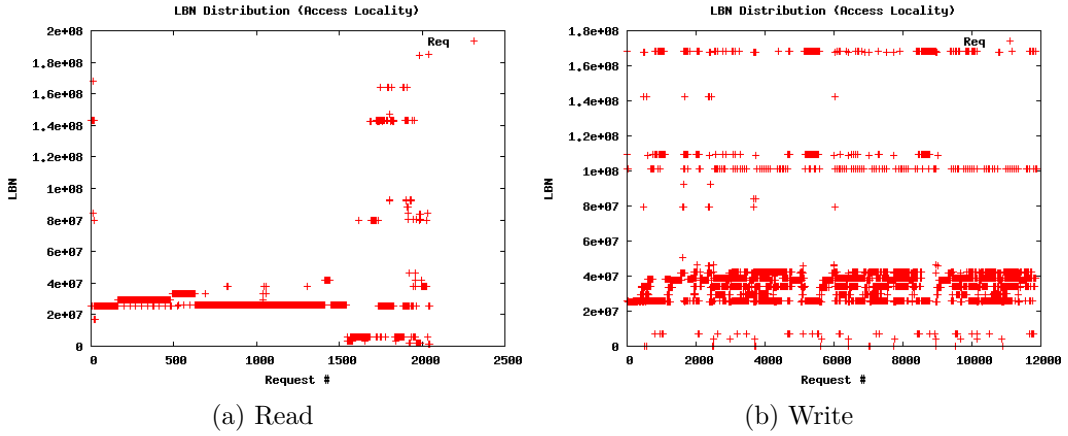 LBN Distribution (Access Locality)
2e+08
1.8e+08
1.6e+08
1.4e+08
1.2e+08
1e+08
8e+07
6e+07
4e+07
2e+07
0
LBN
Req
0 500 1000 1500 2000 2500
Request #
(a) Read
LBN Distribution (Access Locality)
1.8e+08
1.6e+08
1.4e+08
1.2e+08
1e+08
8e+07
6e+07
4e+07
2e+07
0
LBN
Req
0 2000 4000 6000 8000 10000 12000
Request #
(b) Write